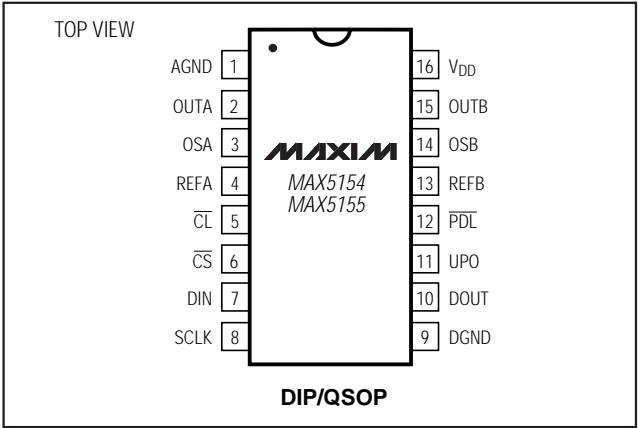 TOP VIEW
AGND 1
16 VDD
OUTA 2
15 OUTB
OSA 3
14 OSB
MAXIM
REFA 4
MAX5154
13 REFB
MAX5155
CL 5
12 PDL
CS 6
11 UPO
DIN 7
10 DOUT
SCLK 8
9 DGND
DIP/QSOP